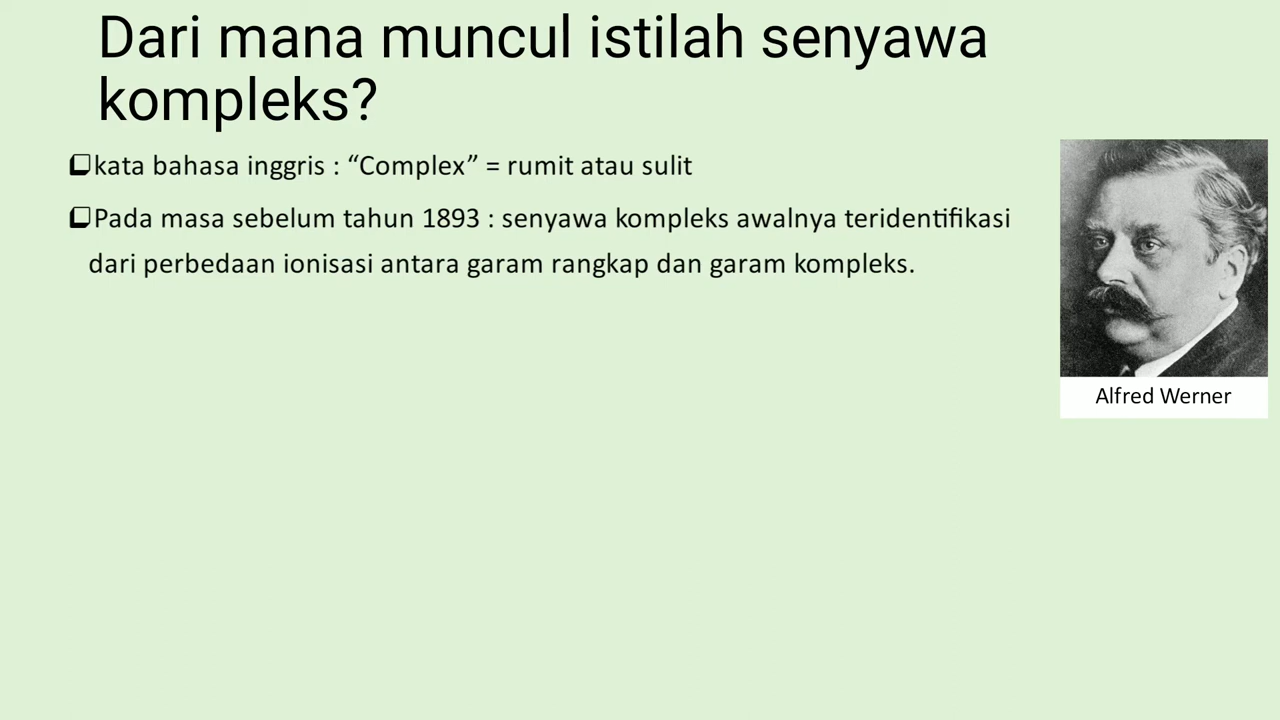 Dari mana muncul istilah senyawa
kompleks?
❑kata bahasa inggris : “Complex” = rumit atau sulit
❑Pada masa sebelum tahun 1893 : senyawa kompleks awalnya teridentifikasi
dari perbedaan ionisasi antara garam rangkap dan garam kompleks.
Alfred Werner